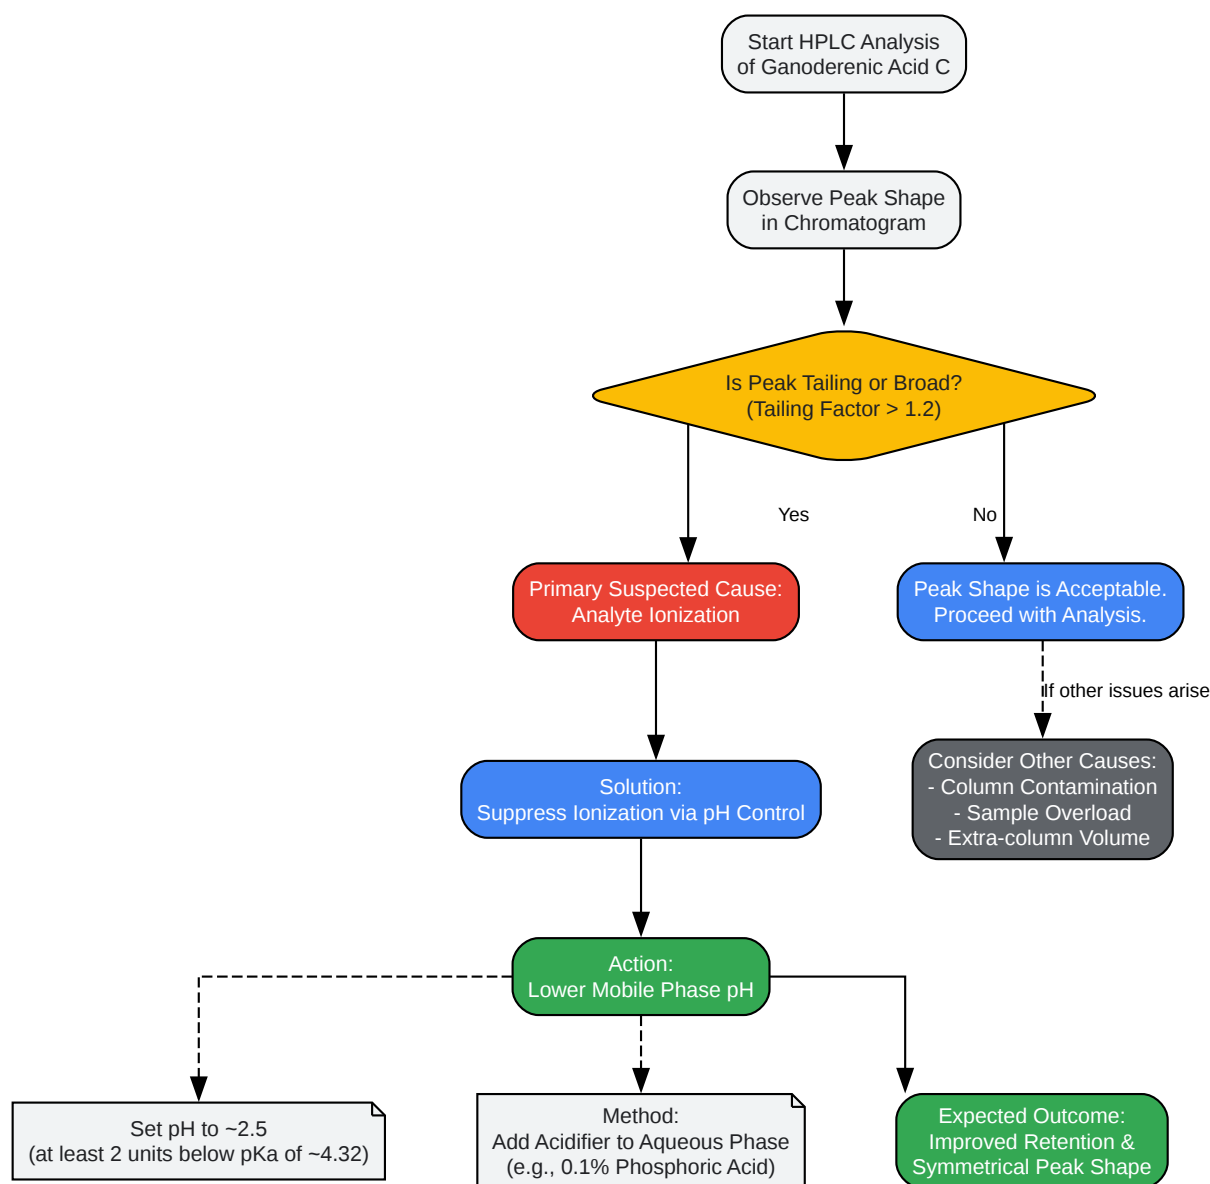 Start HPLC Analysis
of Ganoderenic Acid C
Observe Peak Shape
in Chromatogram
Is Peak Tailing or Broad?
(Tailing Factor > 1.2)
Yes
No
Primary Suspected Cause:
Analyte Ionization
Peak Shape is Acceptable.
Proceed with Analysis.
If other issues arise
Solution:
Suppress Ionization via pH Control
Consider Other Causes:
- Column Contamination
- Sample Overload
- Extra-column Volume
Action:
Lower Mobile Phase pH
Set pH to ~2.5
(at least 2 units below pKa of ~4.32)
Method:
Add Acidifier to Aqueous Phase
(e.g., 0.1% Phosphoric Acid)
Expected Outcome:
Improved Retention &
Symmetrical Peak Shape